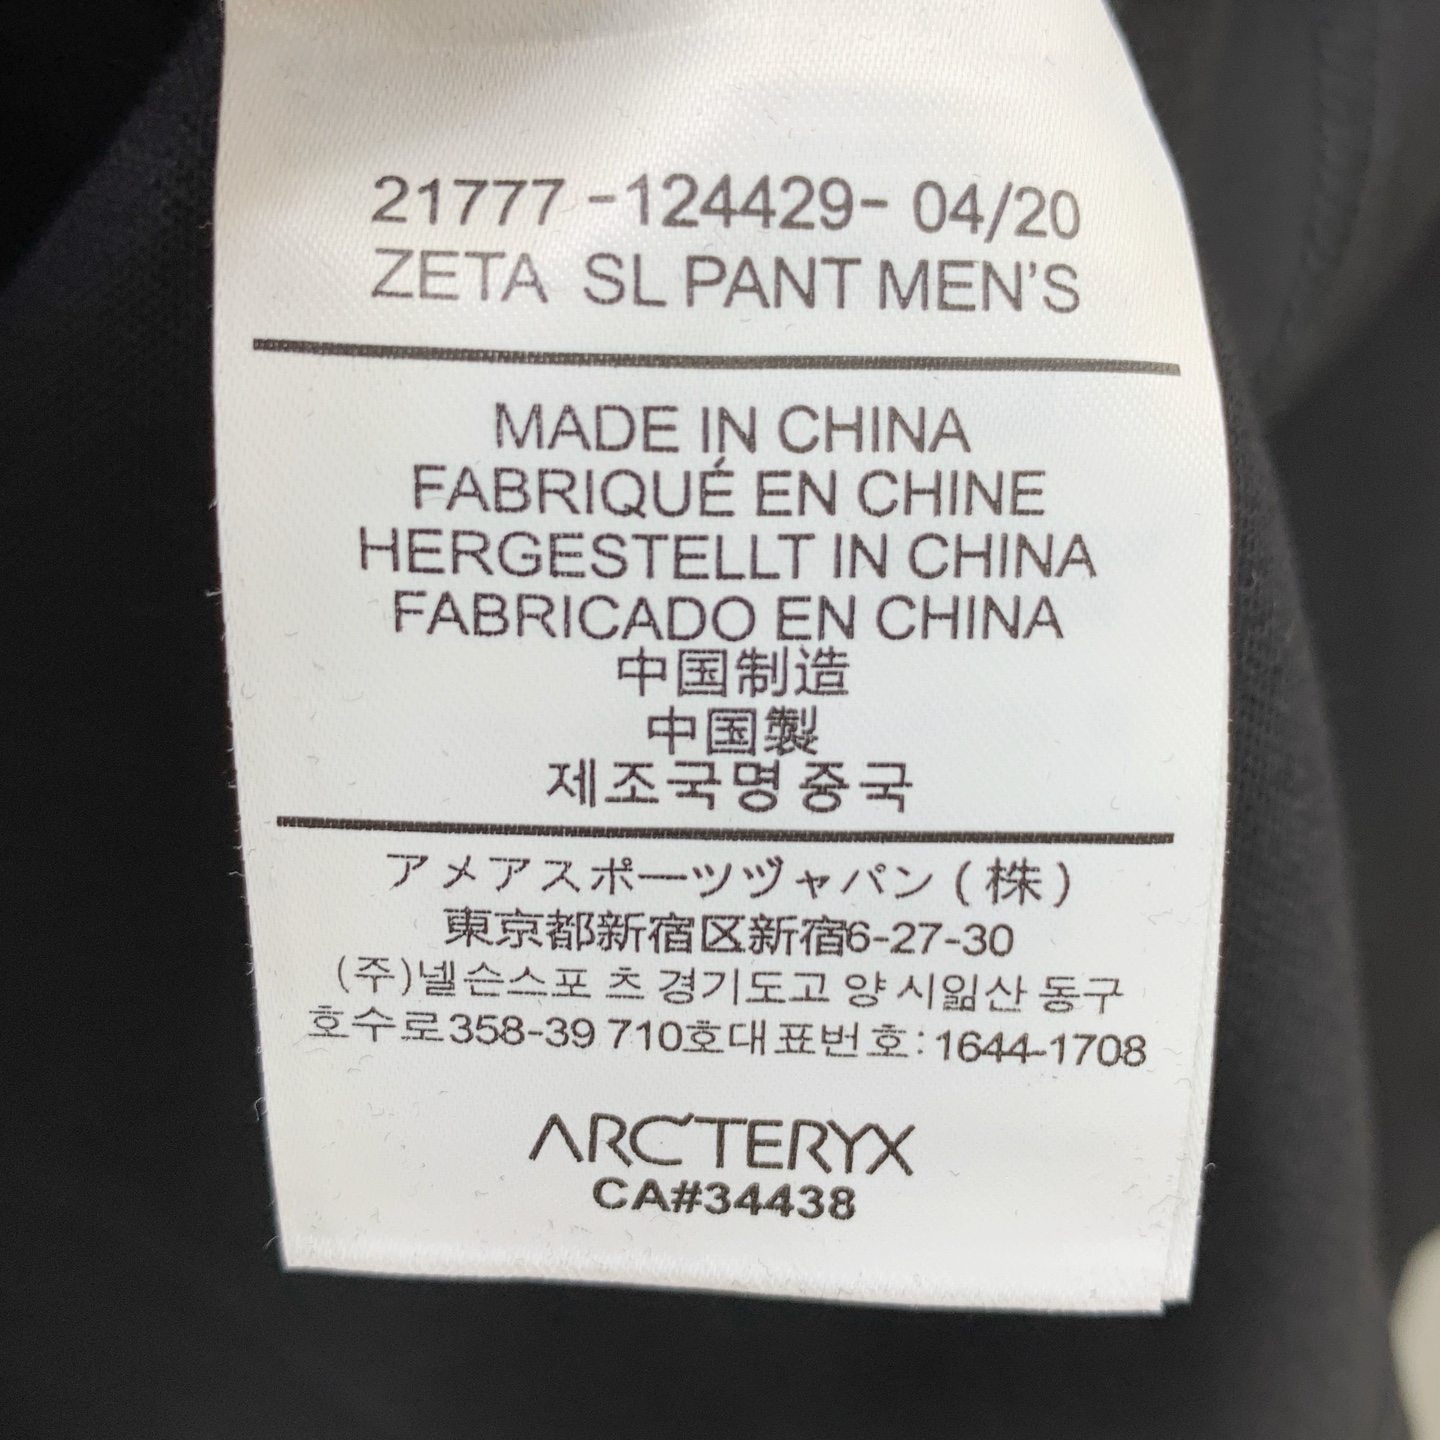 21777 -124429- 04/20
ZETA SL PANT MEN'S
MADE IN CHINA
FABRIQUÉ EN CHINE
HERGESTELLT IN CHINA
FABRICADO EN CHINA
中国制造
中国製
제조국명 중국
アメアスポーツヅャパン (株)
東京都新宿区新宿6-27-30
(주)넬슨스포 츠 경기도고 양 시일산 동구
호수로358-39 710호대표번호: 1644-1708
ARC'TERYX
CA#34438